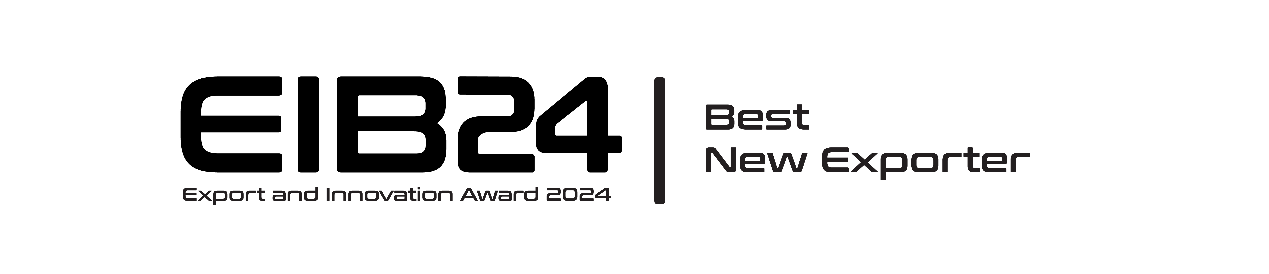 EIB24
Export and Innovation Award 2024
Best
New Exporter